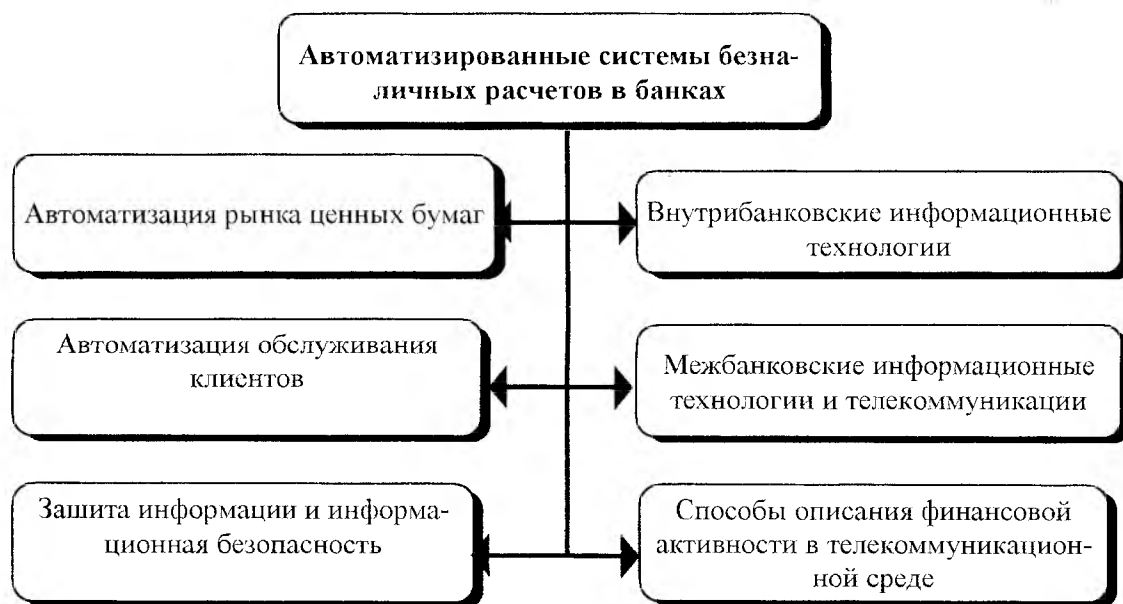 Автоматизированные системы безна-
личных расчетов в банках
Автоматизация рынка ценных бумаг
Внутрибанковские информационные
технологии
Автоматизация обслуживания
клиентов
Межбанковские информационные
технологии и телекоммуникации
Зашита информации и информа-
ционная безопасность
Способы описания финансовой
активности в телекоммуникацион-
ной среде